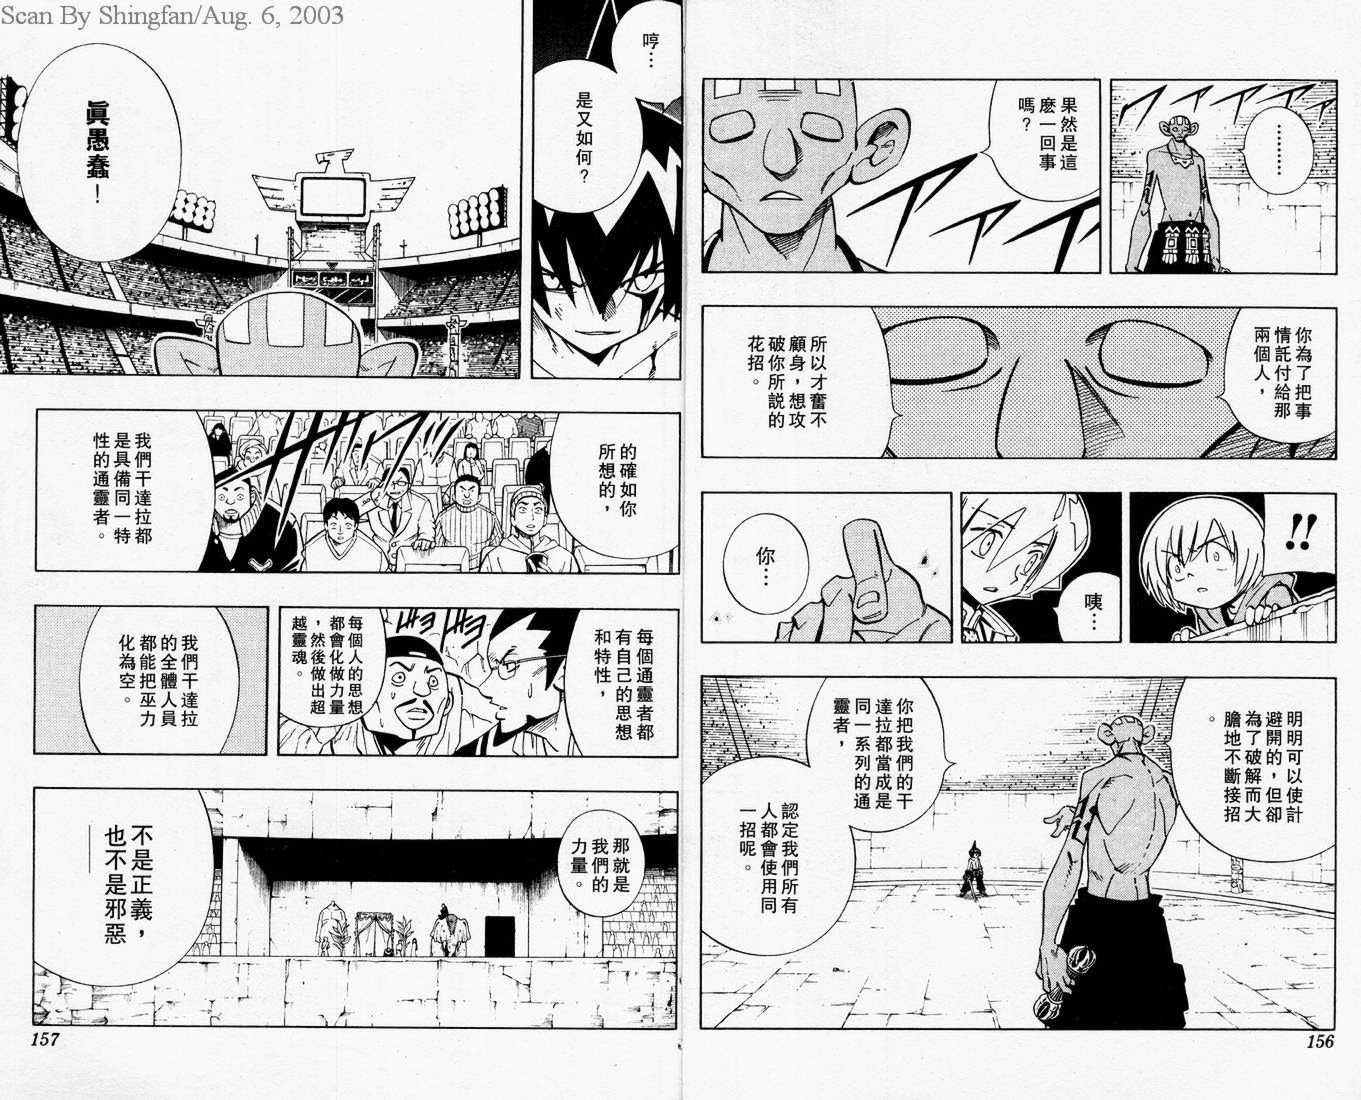 Scan By Shingfan/Aug. 6, 2003
………
果然是這
麼一回事
嗎？
你為了把事
情託付給那
兩個人，
所以才奮不
顧身，想攻
破你所説的
花招。
!!
咦…
你…
明明可以使計
避開的，但卻
為了破解而大
膽地不斷接招
。
你把我們的干
達拉都當成是
同一系列的通
靈者，
認定我們所有
人都會使用同
一招呢。
156
哼…
是又如何？
真愚蠢！
的確如你
所想的，
我們干達拉都
是具備同一特
性的通靈者。
每個通靈者都
有自己的思想
和特性，
每個人的思想
都會化做力量
，然後做出超
越靈魂。
我們干達拉
的全體人員
都能把巫力
化為空。
那就是
我們的
力量。
不是正義，
也不是邪惡
——
157